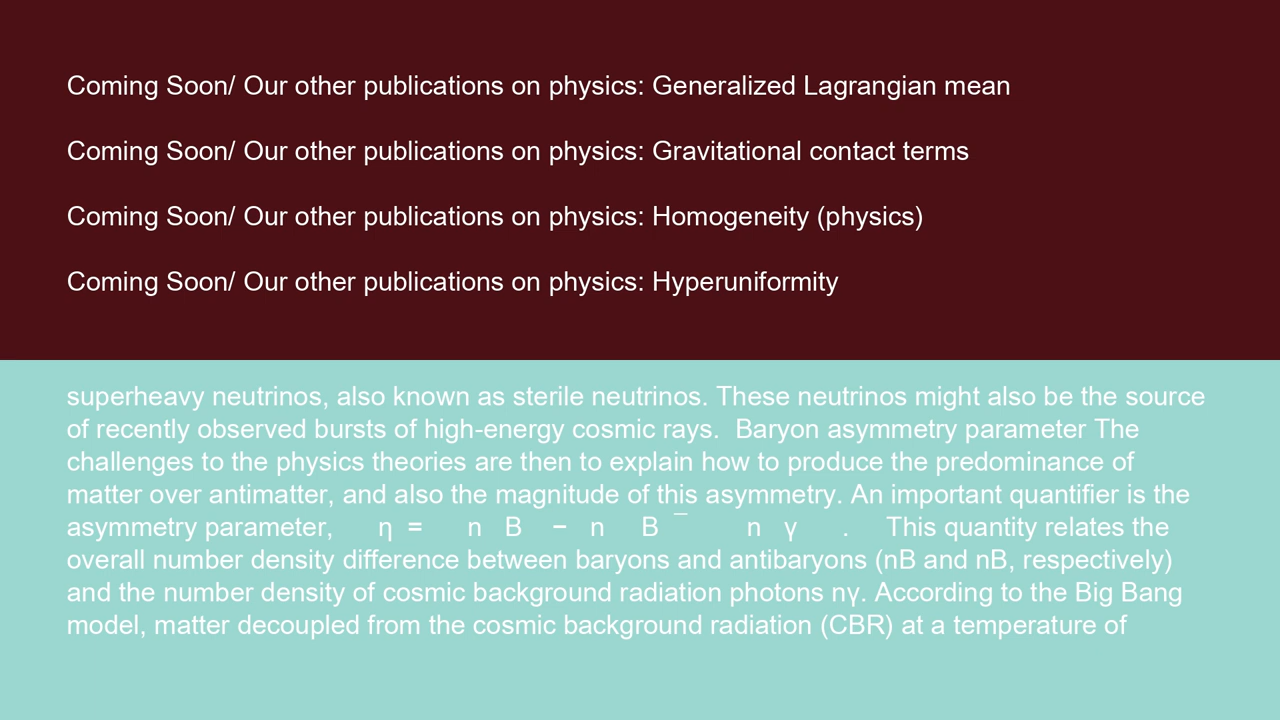 Coming Soon/ Our other publications on physics: Generalized Lagrangian mean
Coming Soon/ Our other publications on physics: Gravitational contact terms
Coming Soon/ Our other publications on physics: Homogeneity (physics)
Coming Soon/ Our other publications on physics: Hyperuniformity
superheavy neutrinos, also known as sterile neutrinos. These neutrinos might also be the source
of recently observed bursts of high-energy cosmic rays.  Baryon asymmetry parameter The
challenges to the physics theories are then to explain how to produce the predominance of
matter over antimatter, and also the magnitude of this asymmetry. An important quantifier is the
asymmetry parameter,      η  =      n   B    −   n     B  ¯        n   γ      .     This quantity relates the
overall number density difference between baryons and antibaryons (nB and nB, respectively)
and the number density of cosmic background radiation photons nγ. According to the Big Bang
model, matter decoupled from the cosmic background radiation (CBR) at a temperature of